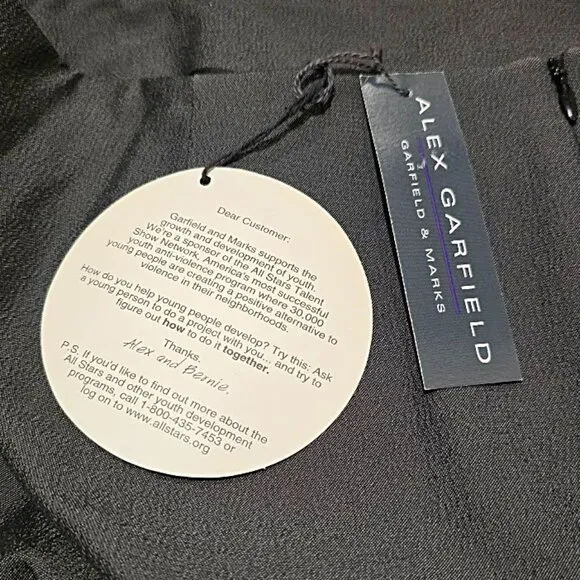 Dear Customer:
Garfield and Marks supports the
growth and development of youth.
We're a sponsor of the All Stars Talent
Show Network, America's most successful
youth anti-violence program where 30,000
young people are creating a positive alternative to
violence in their neighborhoods.
How do you help young people develop? Try this: Ask
a young person to do a project with you... and try to
figure out how to do it together.
Thanks.
Alex and Bernie.
P.S. If you'd like to find out more about the
All Stars and other youth development
programs, call 1-800-435-7453 or
log on to www.allstars.org
ALEX GARFIELD
GARFIELD & MARKS